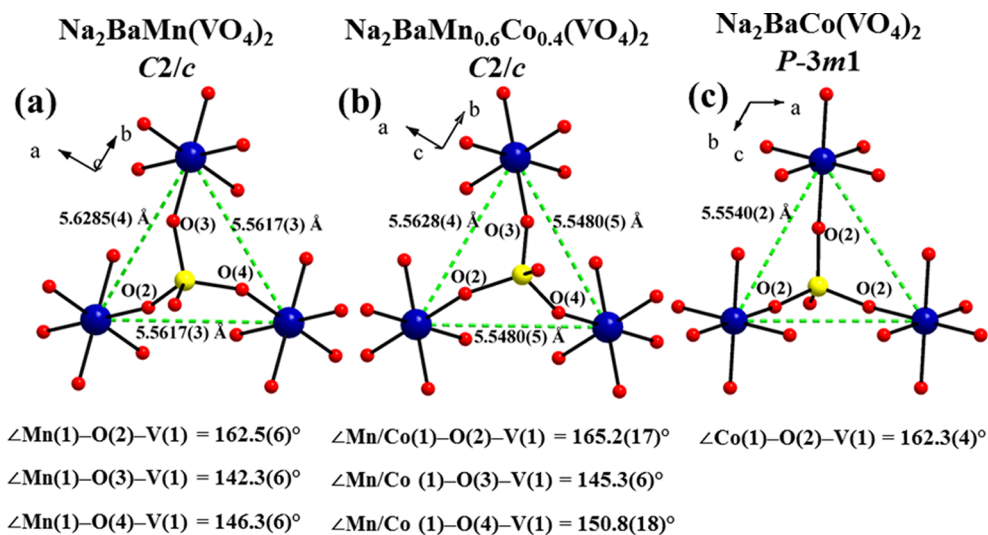 Na₂BaMn(VO₄)₂
C2/c
Na₂BaMn₀.₆Co₀.₄(VO₄)₂
C2/c
Na₂BaCo(VO₄)₂
P-3m1
(a)
a
b
c
5.6285(4) Å
5.5617(3) Å
O(3)
O(4)
O(2)
5.5617(3) Å
(b)
a
b
c
5.5628(4) Å
5.5480(5) Å
O(3)
O(2)
O(4)
5.5480(5) Å
(c)
a
b
c
5.5540(2) Å
O(2)
O(2)
O(2)
∠Mn(1)–O(2)–V(1) = 162.5(6)°
∠Mn(1)–O(3)–V(1) = 142.3(6)°
∠Mn(1)–O(4)–V(1) = 146.3(6)°
∠Mn/Co(1)–O(2)–V(1) = 165.2(17)°
∠Mn/Co (1)–O(3)–V(1) = 145.3(6)°
∠Mn/Co (1)–O(4)–V(1) = 150.8(18)°
∠Co(1)–O(2)–V(1) = 162.3(4)°